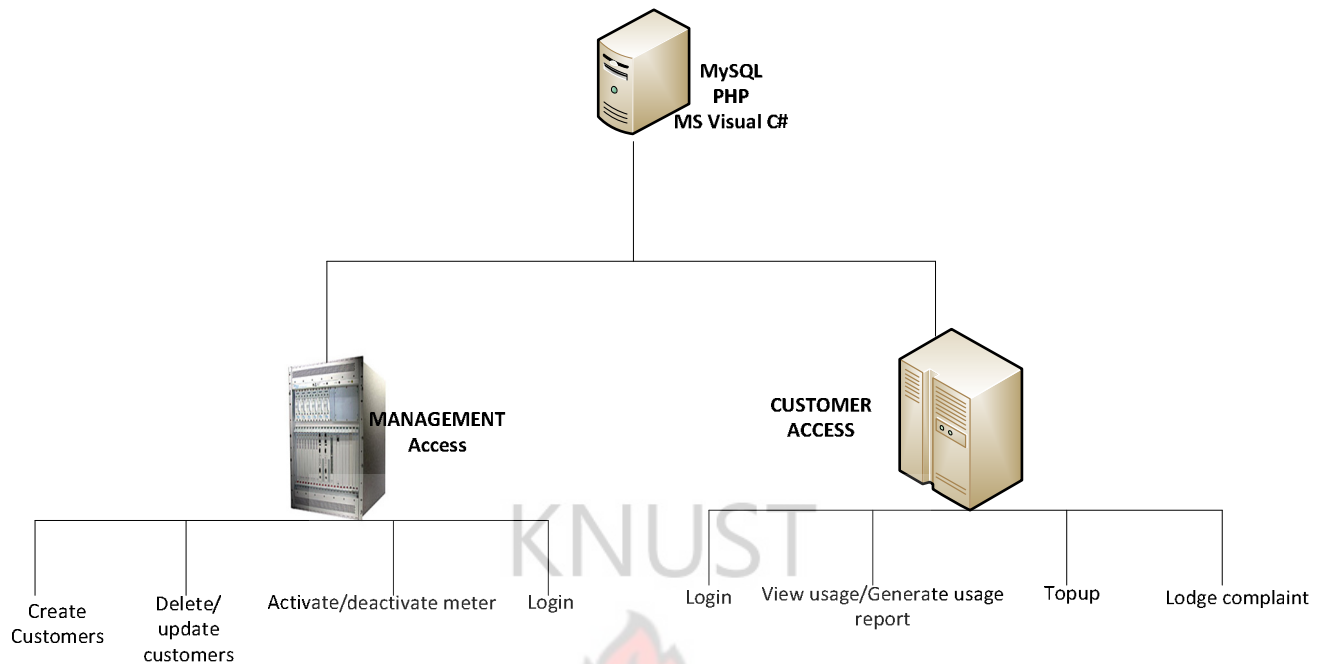 MySQL
PHP
MS Visual C#
MANAGEMENT
Access
CUSTOMER
ACCESS
KNUST
Create
Customers
Delete/
update
customers
Activate/deactivate meter
Login
Login
View usage/Generate usage
report
Topup
Lodge complaint